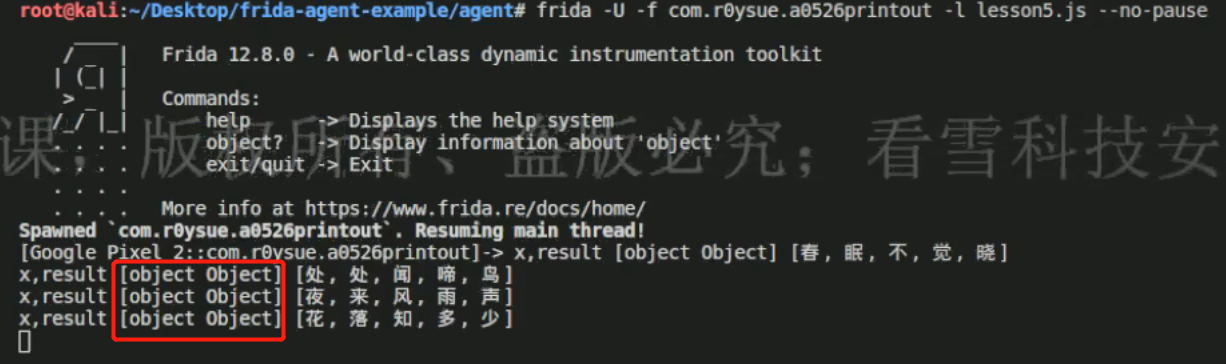 root@kali:~/Desktop/frida-agent-example/agent# frida -U -f com.r0ysue.a0526printout -l lesson5.js --no-pause
     ____
    / _  |   Frida 12.8.0 - A world-class dynamic instrumentation toolkit
   | (_| |
    > _  |   Commands:
   /_/ |_|       help      -> Displays the help system
   . . . .       object?   -> Display information about 'object'
   . . . .       exit/quit -> Exit
课，版权所有、盗版必究；看雪科技安
   . . . .
   . . . .   More info at https://www.frida.re/docs/home/
Spawned `com.r0ysue.a0526printout`. Resuming main thread!
[Google Pixel 2::com.r0ysue.a0526printout]-> x,result [object Object] [春, 眠, 不, 觉, 晓]
x,result [object Object] [处, 处, 闻, 啼, 鸟]
x,result [object Object] [夜, 来, 风, 雨, 声]
x,result [object Object] [花, 落, 知, 多, 少]